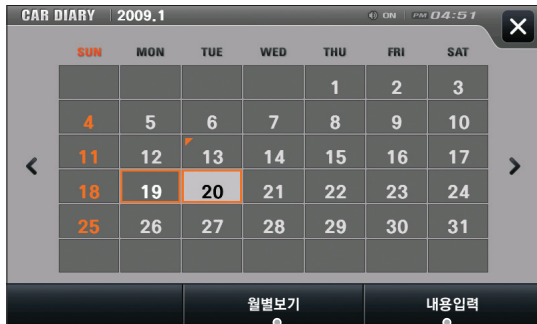 CAR DIARY 2009.1 ON PM 04:51
SUN MON TUE WED THU FRI SAT
1 2 3
4 5 6 7 8 9 10
11 12 13 14 15 16 17
18 19 20 21 22 23 24
25 26 27 28 29 30 31
월별보기 내용입력